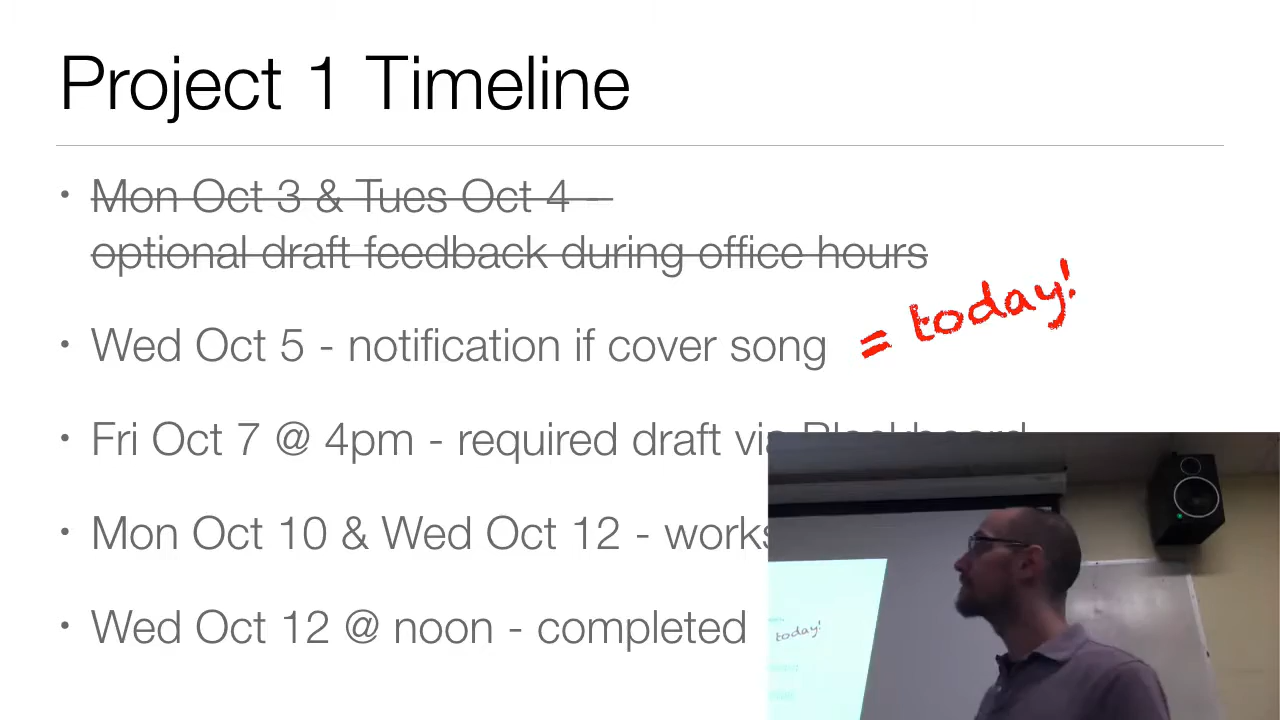 Project 1 Timeline
• Mon Oct 3 & Tues Oct 4 -
optional draft feedback during office hours
• Wed Oct 5 - notification if cover song = today!
• Fri Oct 7 @ 4pm - required draft via Blackboard
• Mon Oct 10 & Wed Oct 12 -
• Wed Oct 12 @ noon - completed
today!